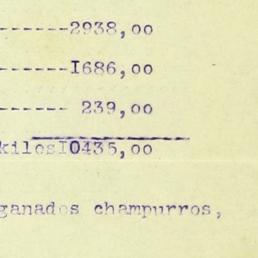 -------2938,00
-------I686,00
------- 239,00
kilosI0435,00
ganados champurros,